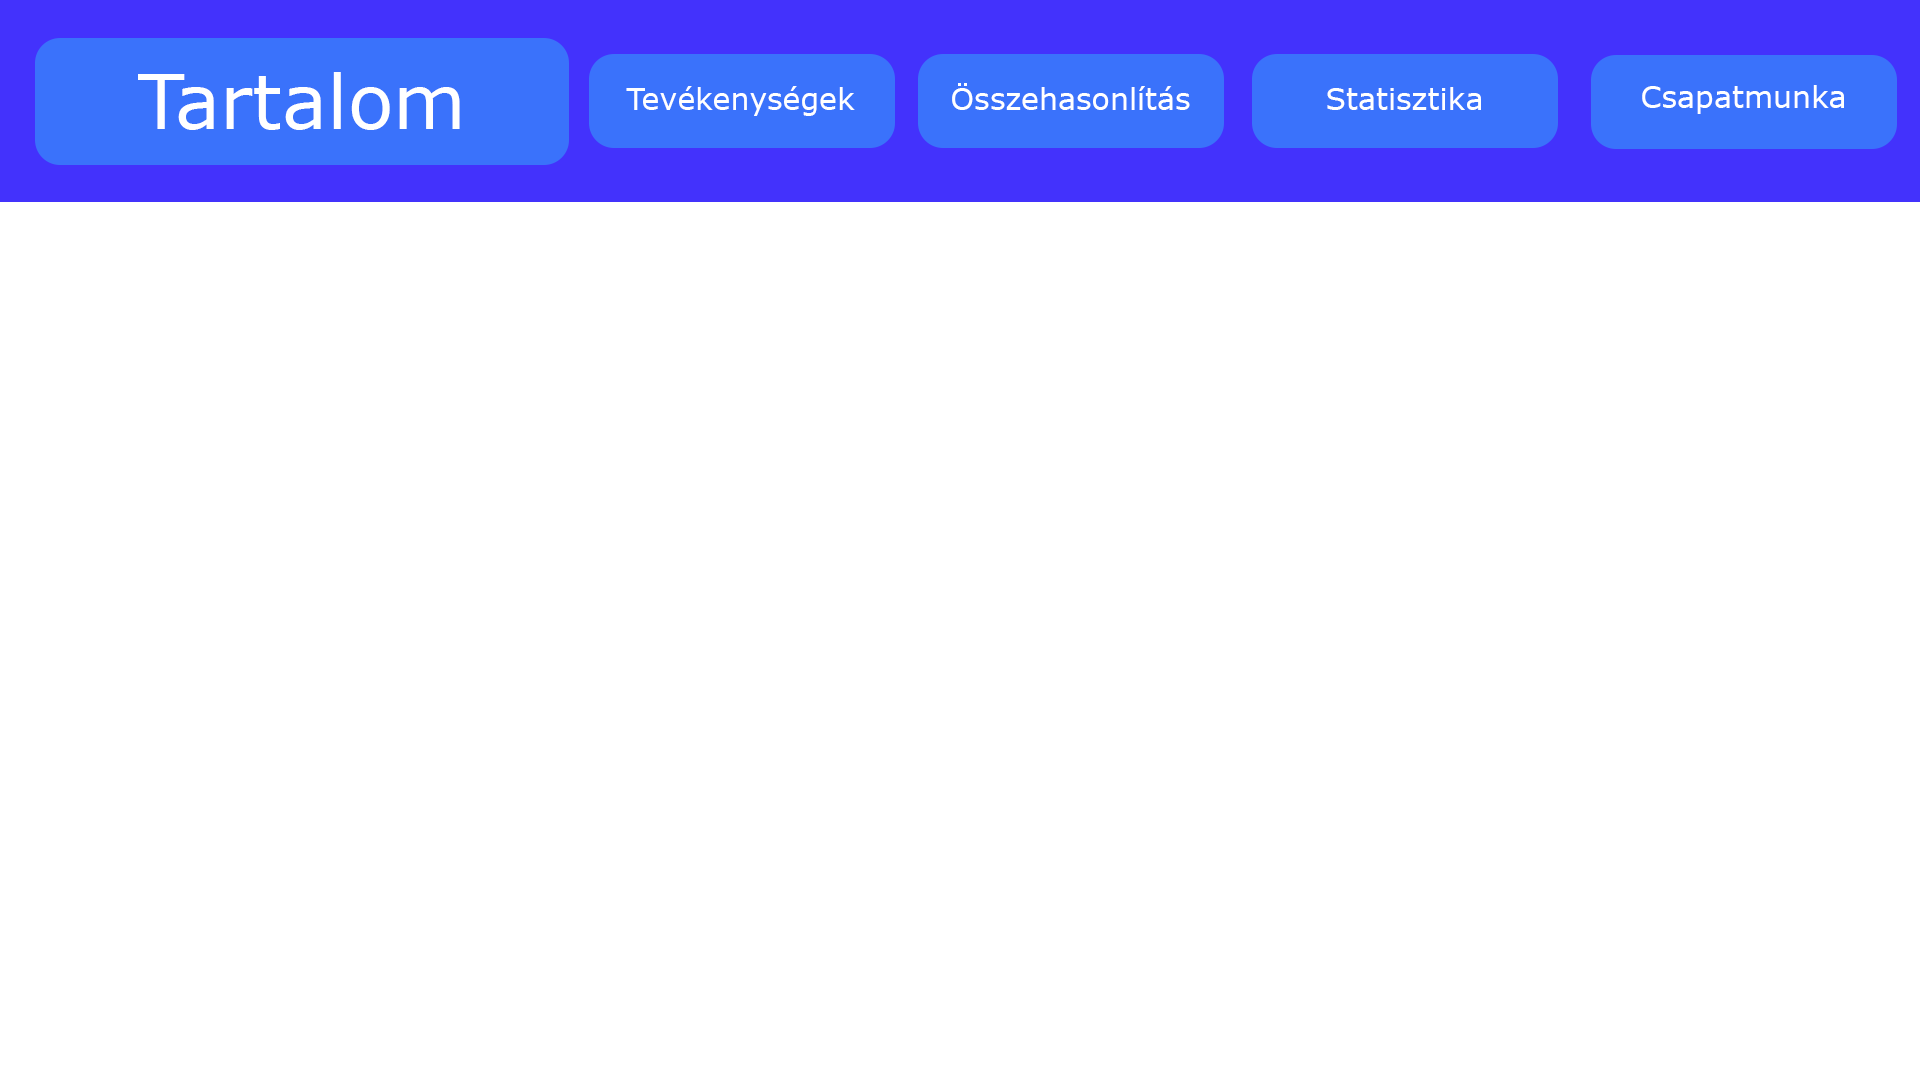 Tartalom
Tevékenységek
Összehasonlítás
Statisztika
Csapatmunka